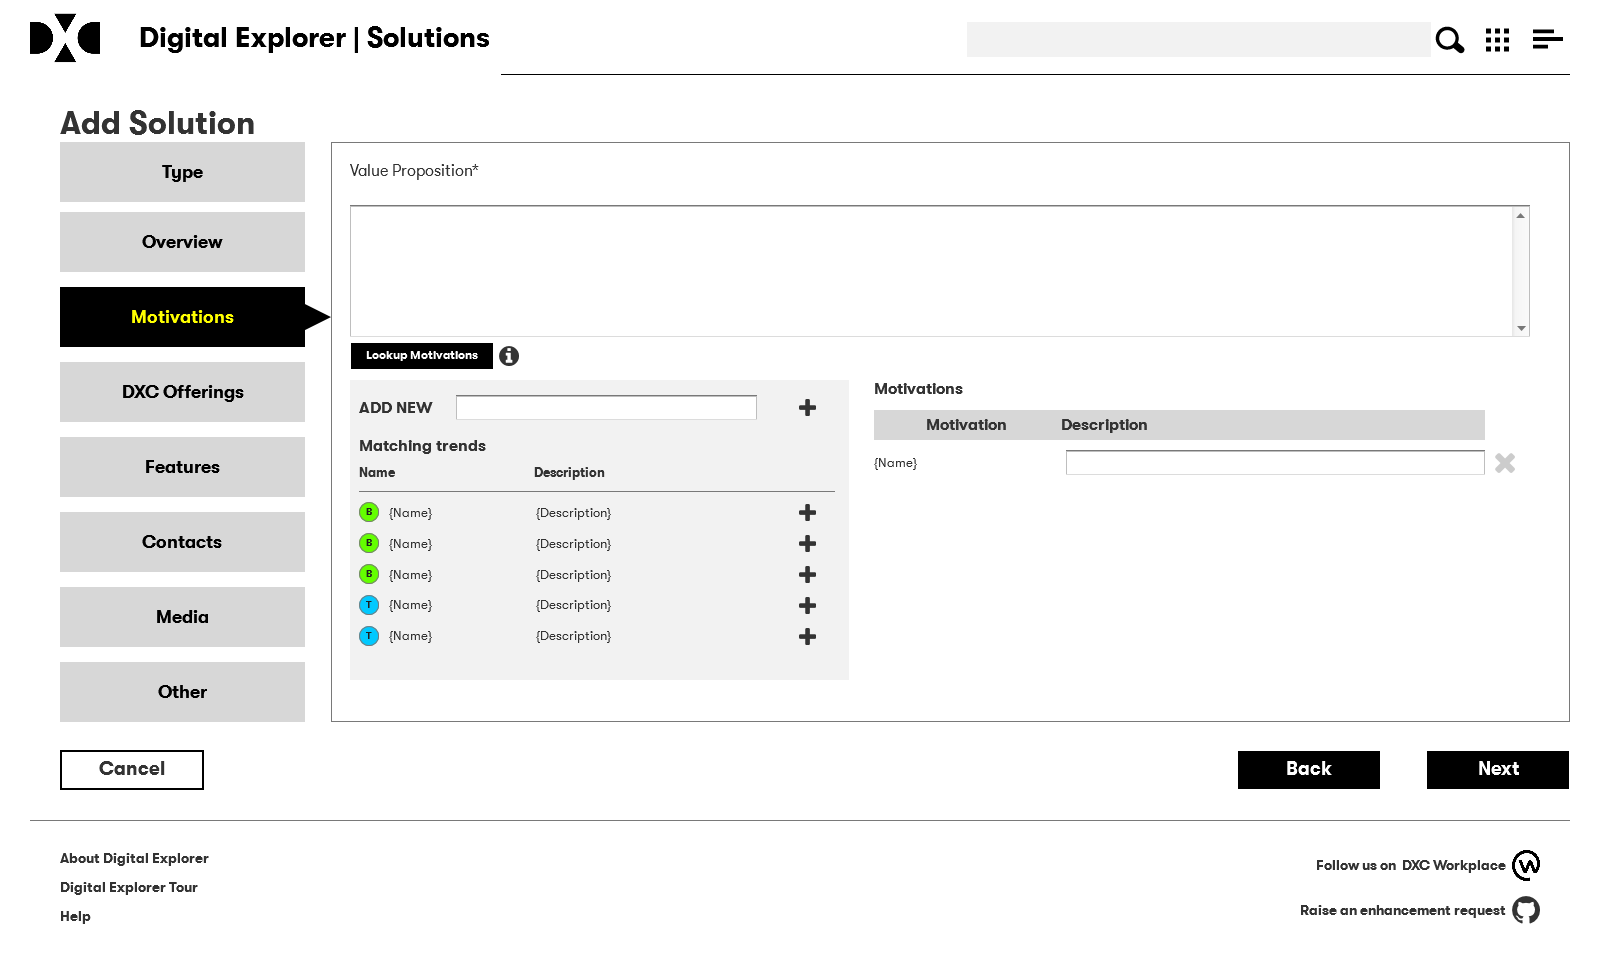 DXC
Digital Explorer | Solutions
Add Solution
Type
Overview
Motivations
DXC Offerings
Features
Contacts
Media
Other
Value Proposition*
Lookup Motivations
ADD NEW
Matching trends
Name Description
B {Name} {Description}
B {Name} {Description}
B {Name} {Description}
T {Name} {Description}
T {Name} {Description}
Motivations
Motivation Description
{Name}
Cancel
Back
Next
About Digital Explorer
Digital Explorer Tour
Help
Follow us on DXC Workplace
Raise an enhancement request